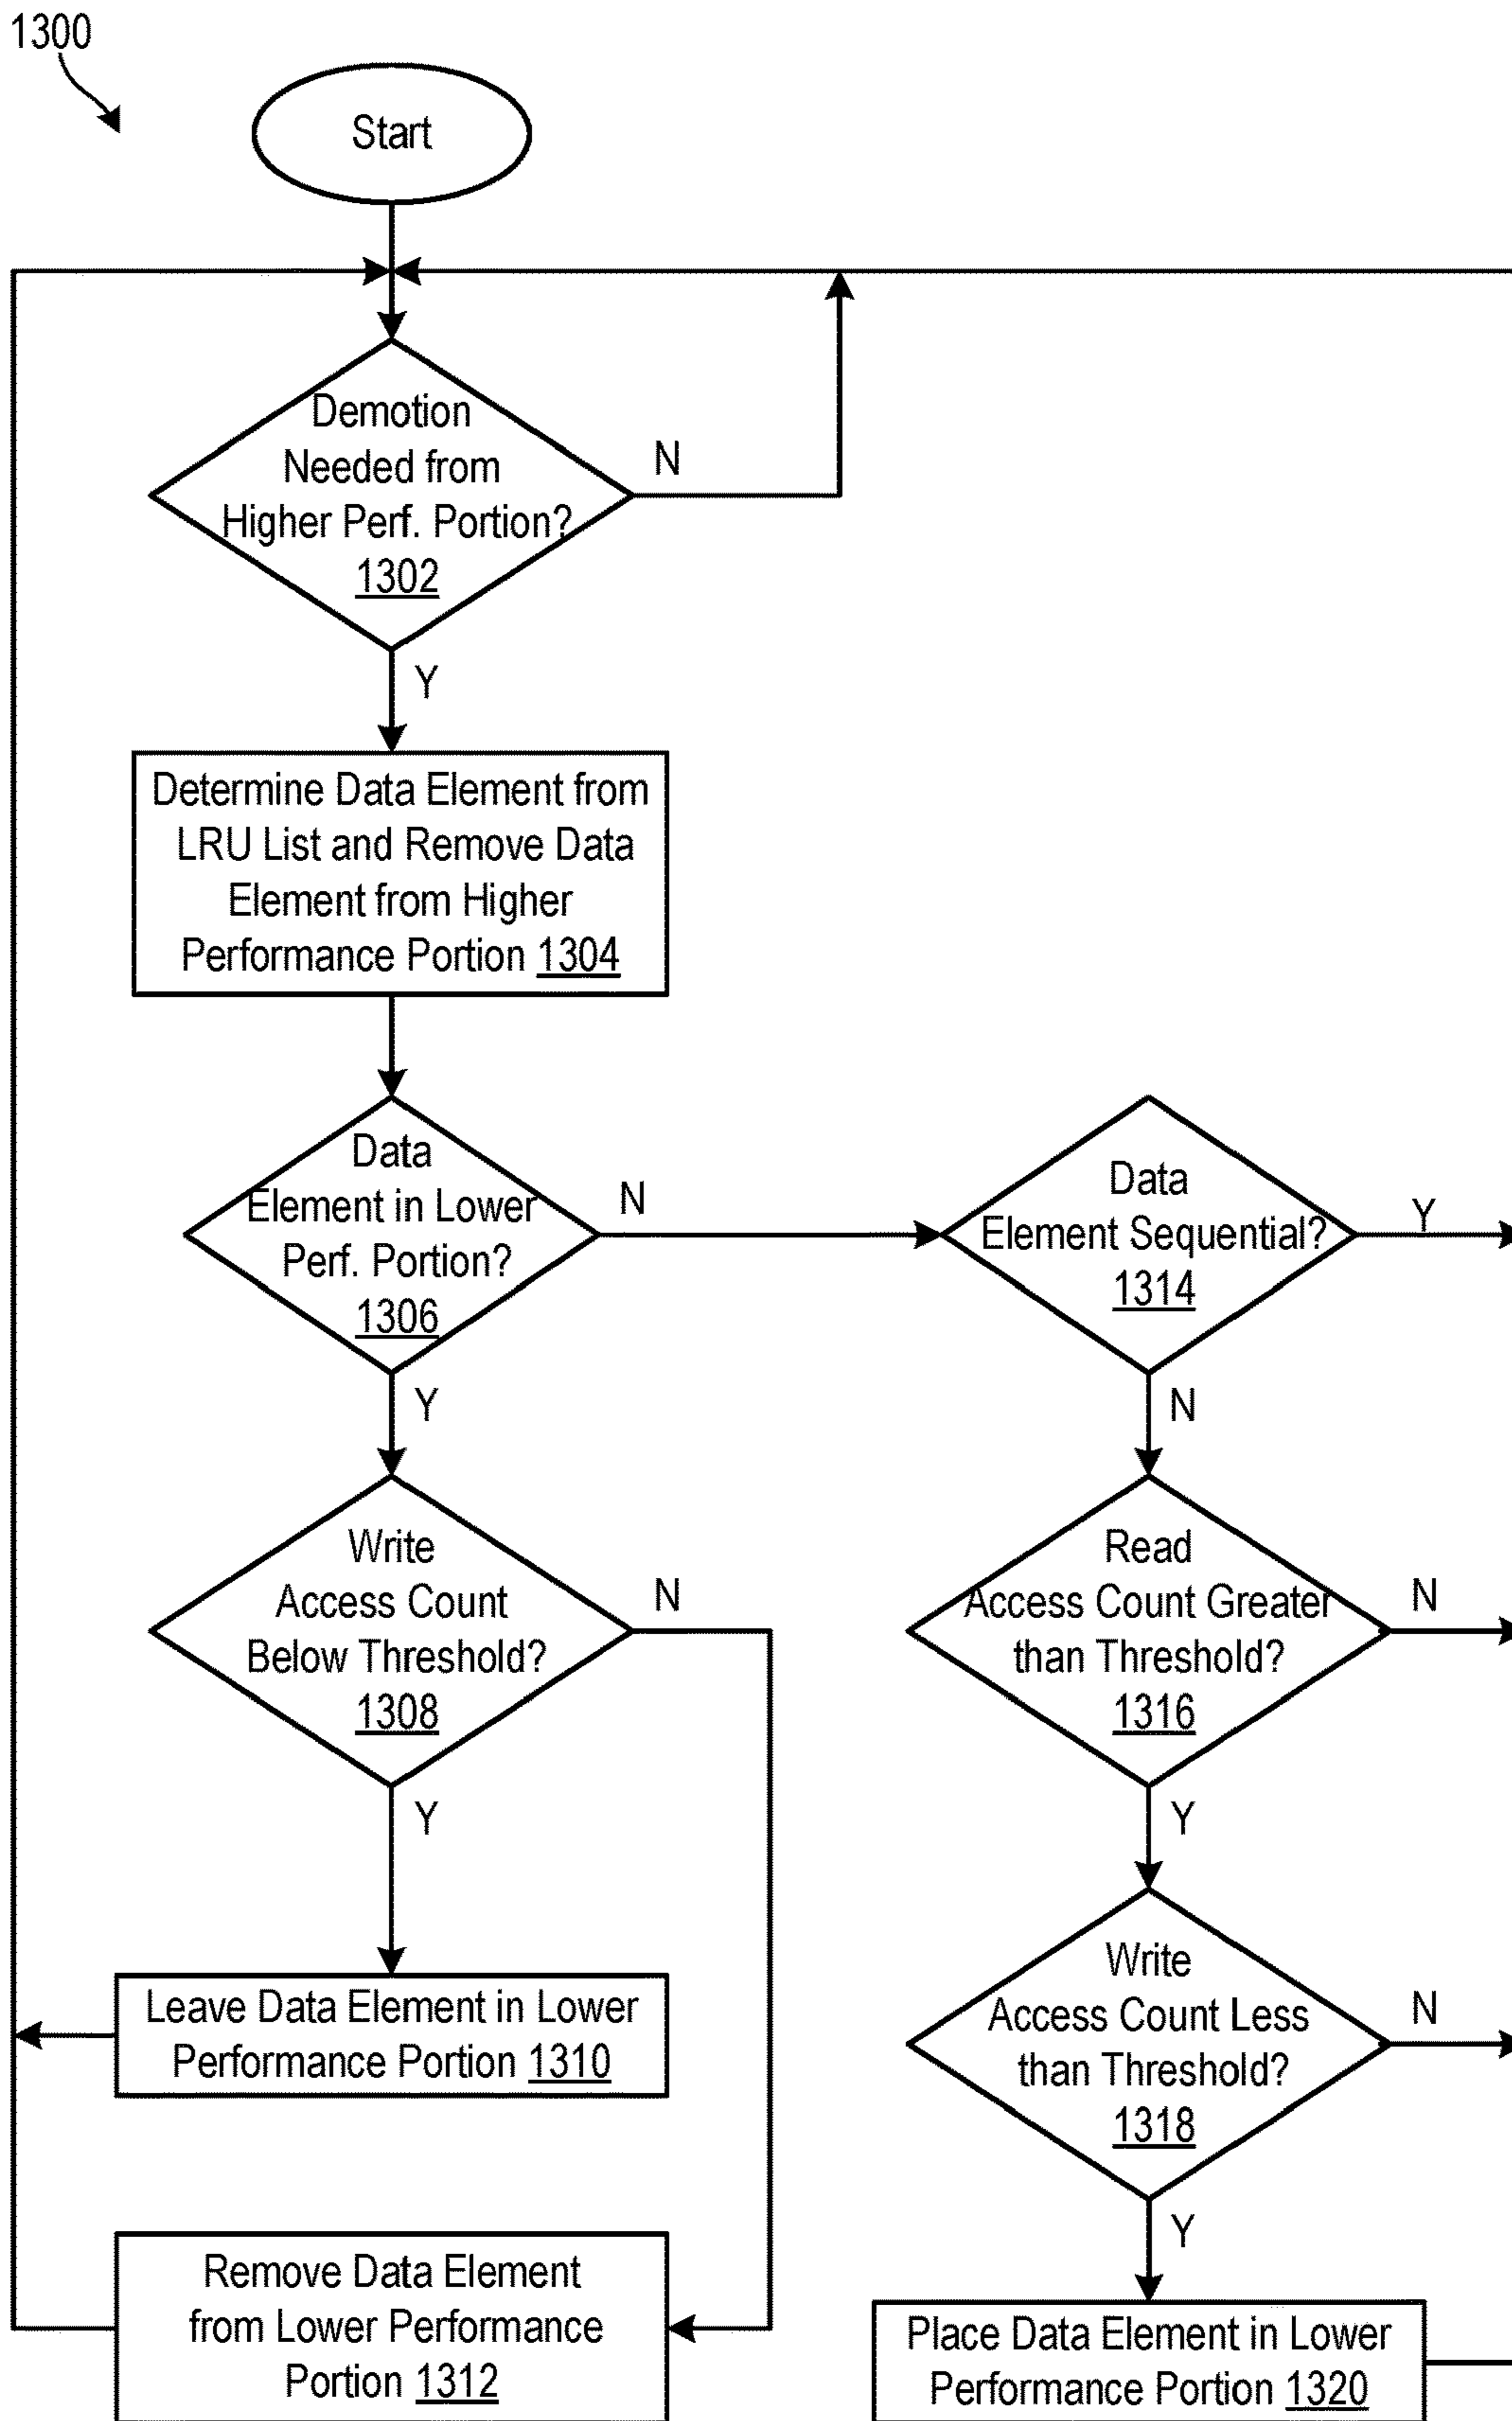 1300
Start
Demotion
Needed from
Higher Perf. Portion?
1302
N
Y
Determine Data Element from
LRU List and Remove Data
Element from Higher
Performance Portion 1304
Data
Element in Lower
Perf. Portion?
1306
N
Y
Data
Element Sequential?
1314
Y
N
Write
Access Count
Below Threshold?
1308
N
Y
Read
Access Count Greater
than Threshold?
1316
N
Y
Leave Data Element in Lower
Performance Portion 1310
Write
Access Count Less
than Threshold?
1318
N
Y
Remove Data Element
from Lower Performance
Portion 1312
Place Data Element in Lower
Performance Portion 1320